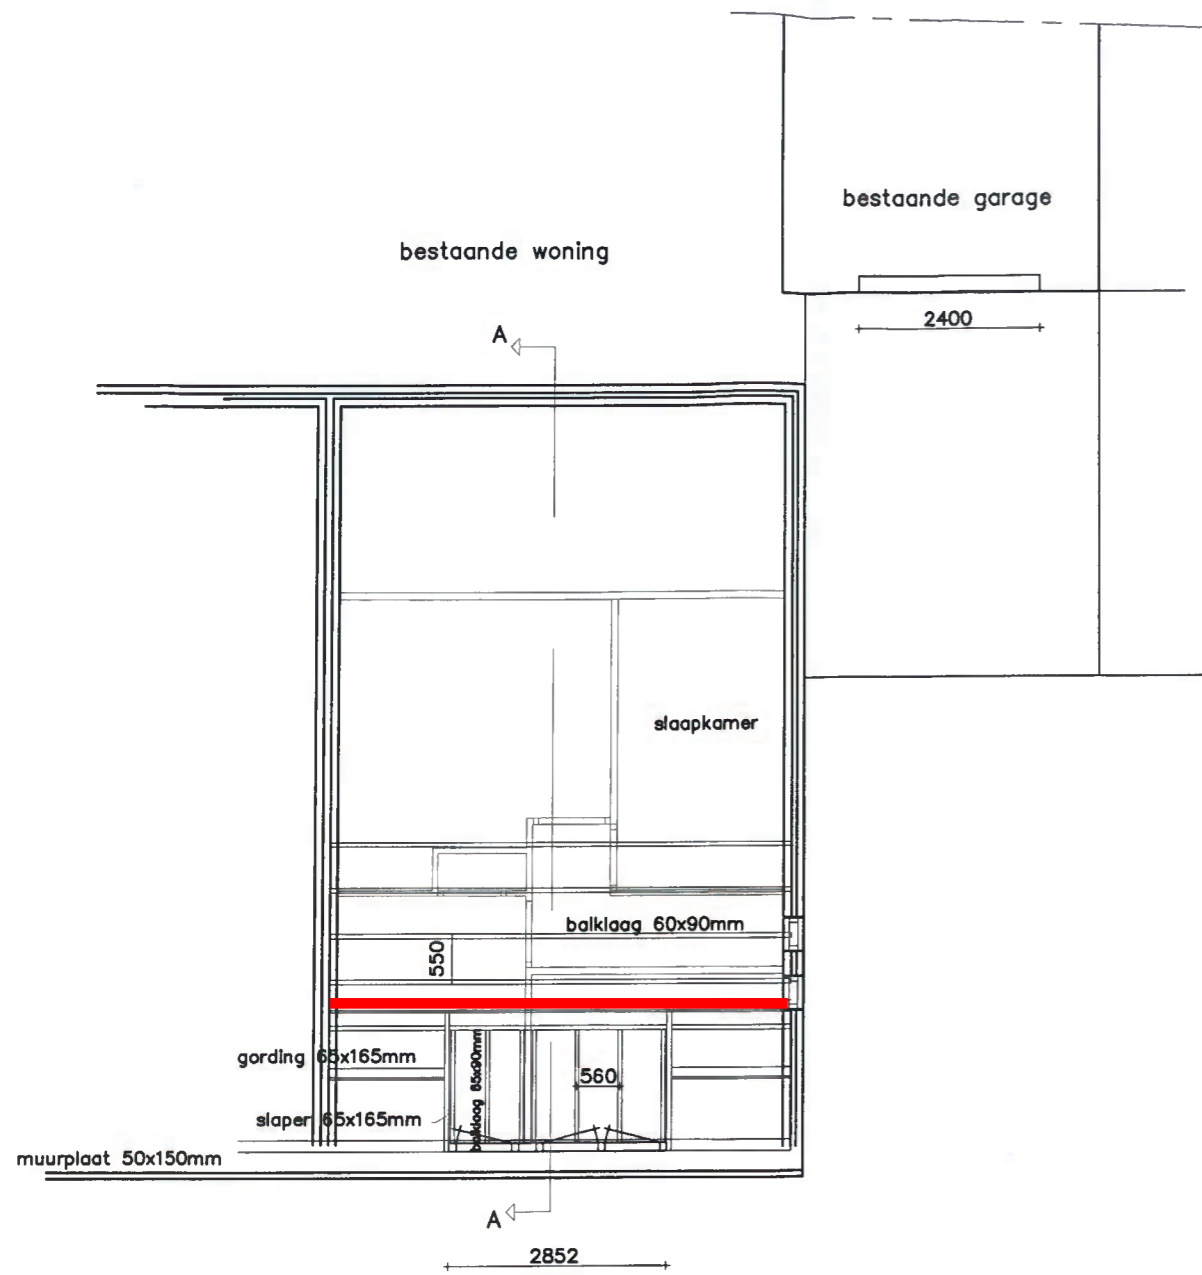 bestaande garage
bestaande woning
2400
A
slaapkamer
balklaag 60x90mm
550
gording 65x165mm
balklaag 65x90mm
560
slaper 65x165mm
muurplaat 50x150mm
A
2852